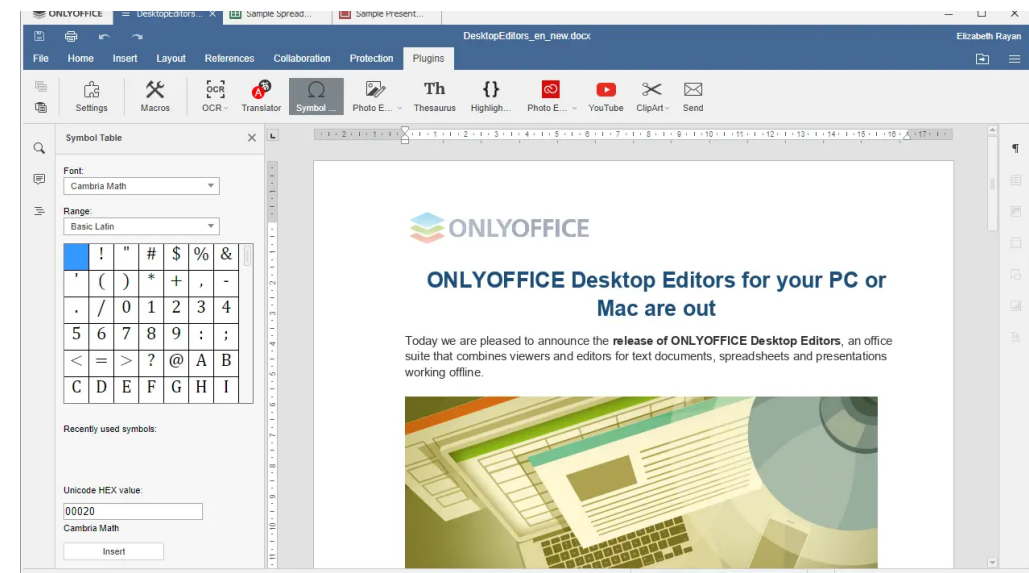 ONLYOFFICE DesktopEditors... × Sample Spread... Sample Present...
DesktopEditors_en_new.docx Elizabeth Rayan
File Home Insert Layout References Collaboration Protection Plugins
Settings Macros OCR Translator Symbol ... Photo E... Th Thesaurus {} Highligh... Photo E... YouTube ClipArt Send
Symbol Table
Font:
Cambria Math
Range:
Basic Latin
! " # $ % &
' ( ) * + , -
. / 0 1 2 3 4
5 6 7 8 9 : ;
< = > ? @ A B
C D E F G H I
Recently used symbols:
Unicode HEX value:
00020
Cambria Math
Insert
ONLYOFFICE
ONLYOFFICE Desktop Editors for your PC or
Mac are out
Today we are pleased to announce the release of ONLYOFFICE Desktop Editors, an office
suite that combines viewers and editors for text documents, spreadsheets and presentations
working offline.